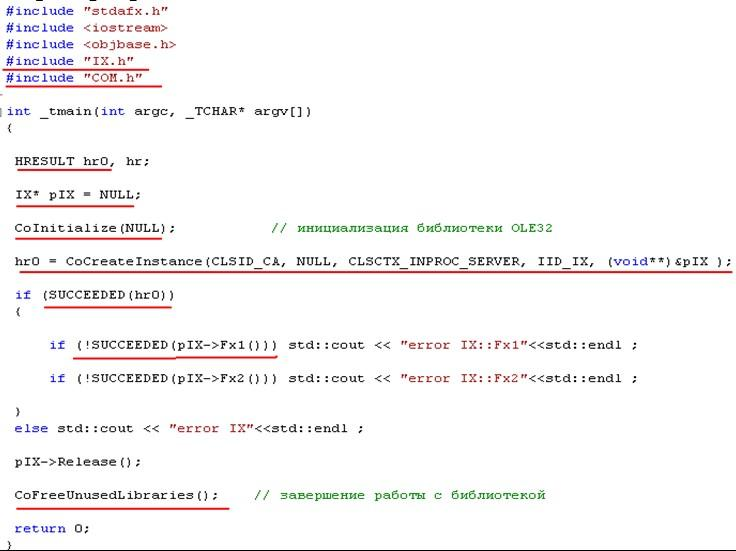 #include "stdafx.h"
#include <iostream>
#include <objbase.h>
#include "IX.h"
#include "COM.h"
int _tmain(int argc, _TCHAR* argv[])
{
HRESULT hr0, hr;
IX* pIX = NULL;
CoInitialize(NULL); // инициализация библиотеки OLE32
hr0 = CoCreateInstance(CLSID_CA, NULL, CLSCTX_INPROC_SERVER, IID_IX, (void**)&pIX );
if (SUCCEEDED(hr0))
{
if (!SUCCEEDED(pIX->Fx1())) std::cout << "error IX::Fx1"<<std::endl ;
if (!SUCCEEDED(pIX->Fx2())) std::cout << "error IX::Fx2"<<std::endl ;
}
else std::cout << "error IX"<<std::endl ;
pIX->Release();
CoFreeUnusedLibraries(); // завершение работы с библиотекой
return 0;
}